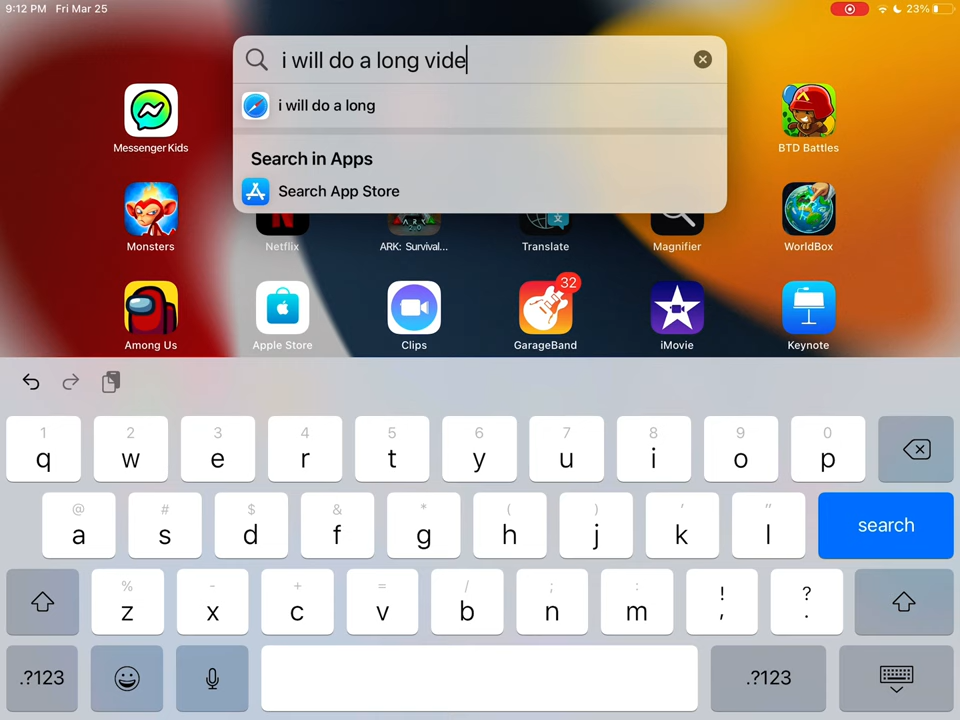 9:12 PM Fri Mar 25
23%
i will do a long vide
i will do a long
Search in Apps
Search App Store
Messenger Kids
BTD Battles
Monsters
Netflix
ARK: Survival...
Translate
Magnifier
WorldBox
32
Among Us
Apple Store
Clips
GarageBand
iMovie
Keynote
1 2 3 4 5 6 7 8 9 0
q w e r t y u i o p
@ # $ & * ( ) ' "
a s d f g h j k l search
% - + = / ; : ! ?
z x c v b n m , .
.?123 .?123